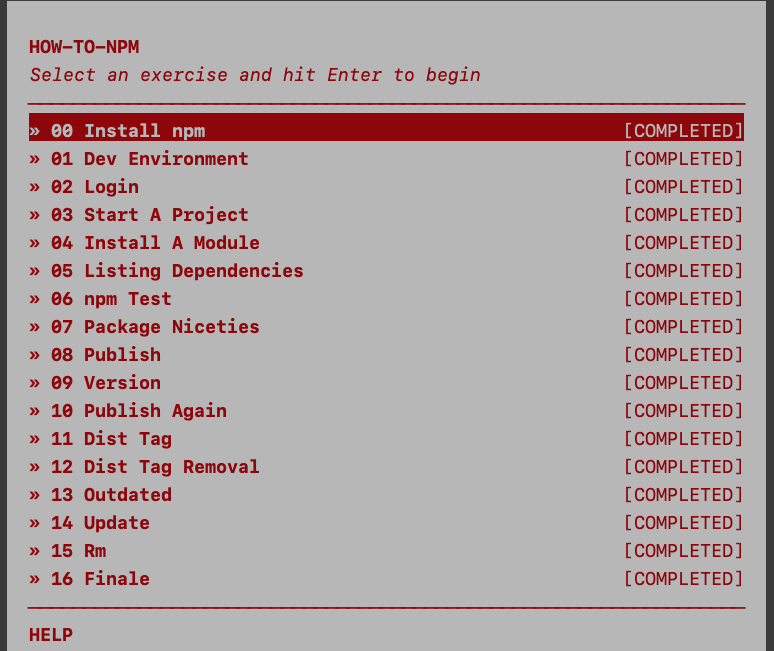 HOW-TO-NPM
Select an exercise and hit Enter to begin
» 00 Install npm [COMPLETED]
» 01 Dev Environment [COMPLETED]
» 02 Login [COMPLETED]
» 03 Start A Project [COMPLETED]
» 04 Install A Module [COMPLETED]
» 05 Listing Dependencies [COMPLETED]
» 06 npm Test [COMPLETED]
» 07 Package Niceties [COMPLETED]
» 08 Publish [COMPLETED]
» 09 Version [COMPLETED]
» 10 Publish Again [COMPLETED]
» 11 Dist Tag [COMPLETED]
» 12 Dist Tag Removal [COMPLETED]
» 13 Outdated [COMPLETED]
» 14 Update [COMPLETED]
» 15 Rm [COMPLETED]
» 16 Finale [COMPLETED]
HELP